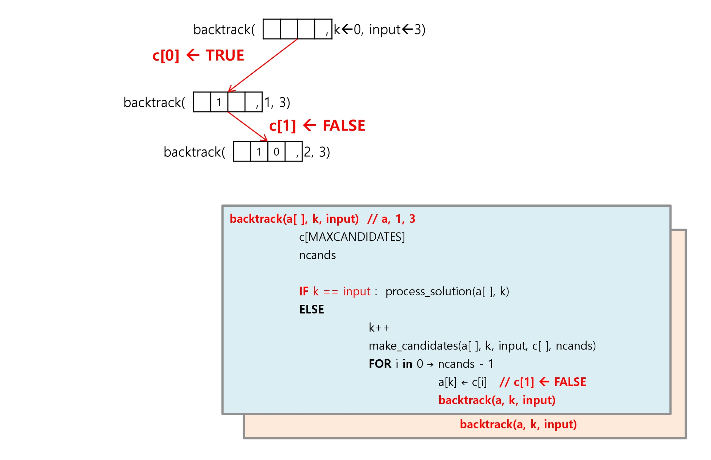 backtrack( , k←0, input←3)
c[0] ← TRUE
backtrack( 1 , 1, 3)
c[1] ← FALSE
backtrack( 1 0 , 2, 3)
backtrack(a[ ], k, input) // a, 1, 3
c[MAXCANDIDATES]
ncands
IF k == input : process_solution(a[ ], k)
ELSE
k++
make_candidates(a[ ], k, input, c[ ], ncands)
FOR i in 0 → ncands - 1
a[k] ← c[i] // c[1] ← FALSE
backtrack(a, k, input)
backtrack(a, k, input)